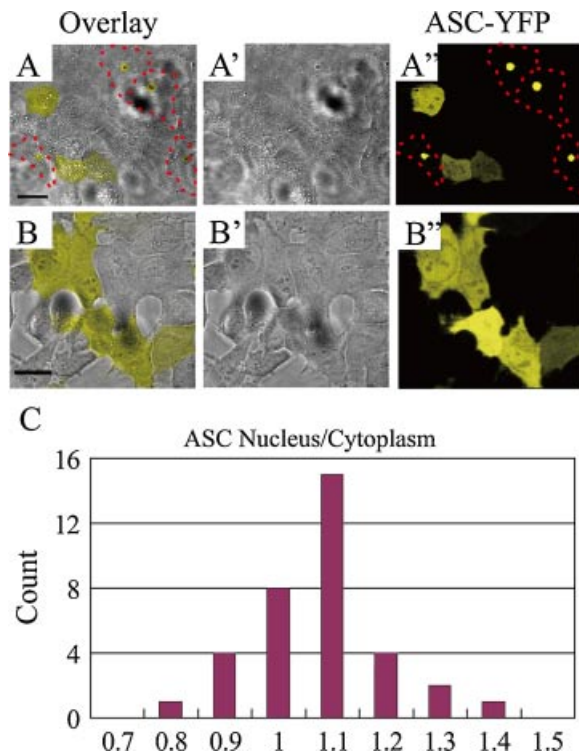 Overlay
ASC-YFP
A
A'
A"
B
B'
B"
C
ASC Nucleus/Cytoplasm
Count
16
12
8
4
0
0.7 0.8 0.9 1 1.1 1.2 1.3 1.4 1.5